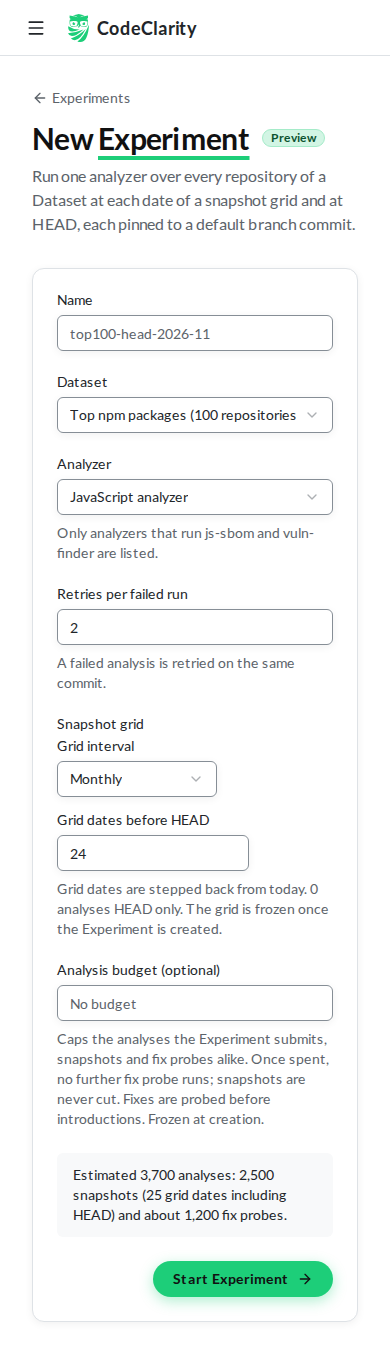 CodeClarity
Experiments
New Experiment Preview
Run one analyzer over every repository of a
Dataset at each date of a snapshot grid and at
HEAD, each pinned to a default branch commit.
Name
top100-head-2026-11
Dataset
Top npm packages (100 repositories
Analyzer
JavaScript analyzer
Only analyzers that run js-sbom and vuln-
finder are listed.
Retries per failed run
2
A failed analysis is retried on the same
commit.
Snapshot grid
Grid interval
Monthly
Grid dates before HEAD
24
Grid dates are stepped back from today. 0
analyses HEAD only. The grid is frozen once
the Experiment is created.
Analysis budget (optional)
No budget
Caps the analyses the Experiment submits,
snapshots and fix probes alike. Once spent,
no further fix probe runs; snapshots are
never cut. Fixes are probed before
introductions. Frozen at creation.
Estimated 3,700 analyses: 2,500
snapshots (25 grid dates including
HEAD) and about 1,200 fix probes.
Start Experiment